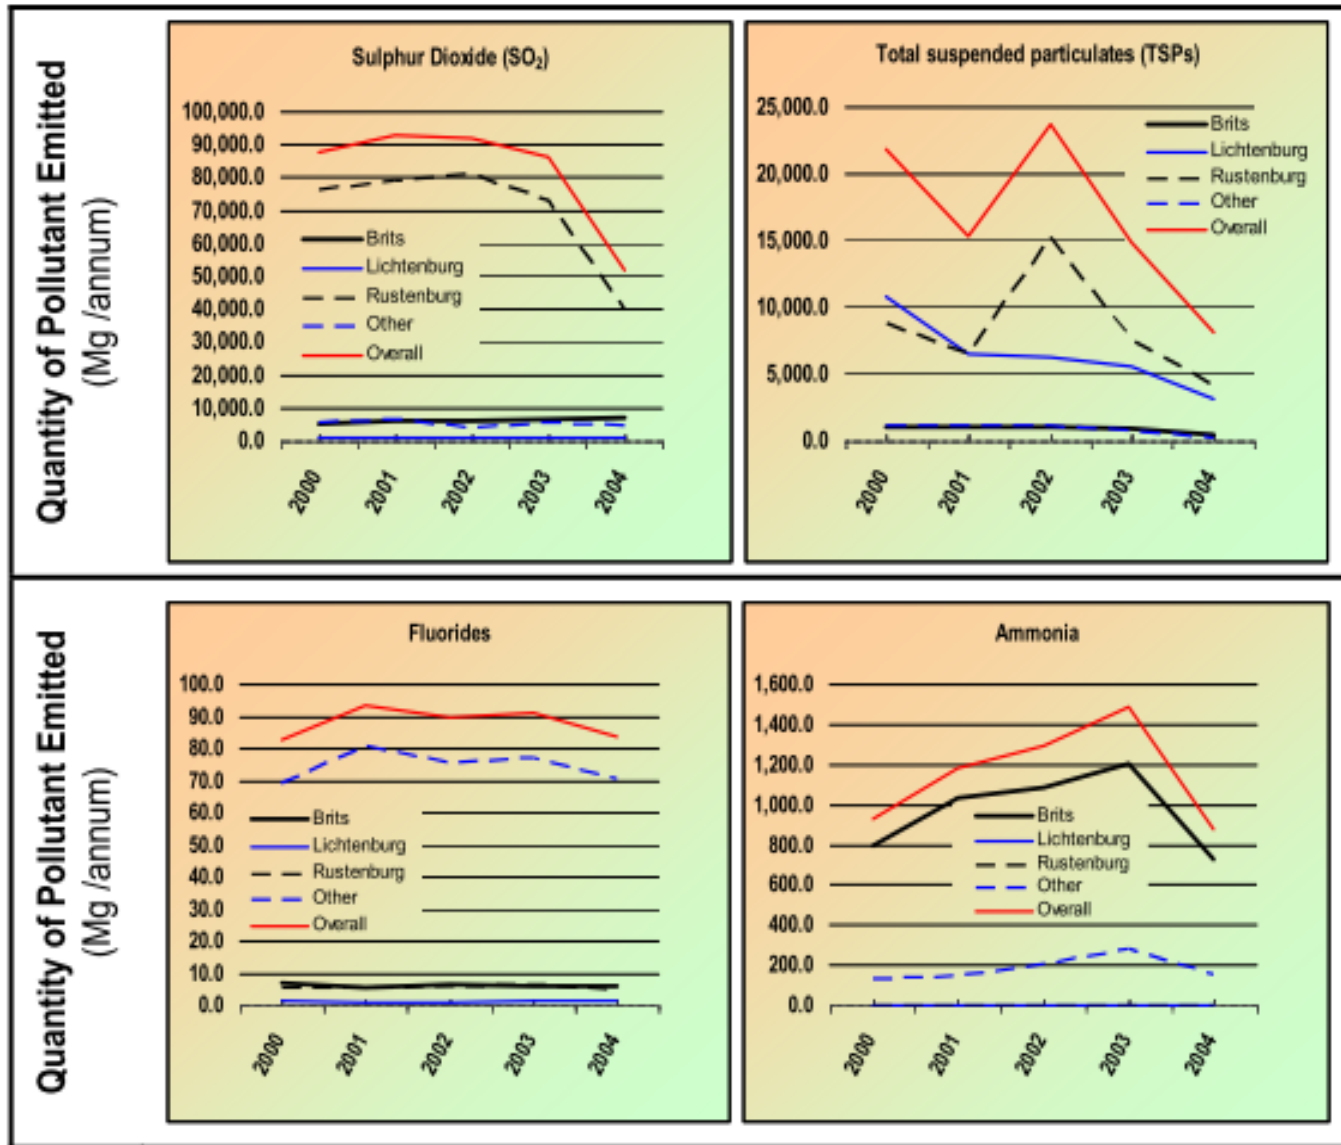 Quantity of Pollutant Emitted
(Mg /annum)
Sulphur Dioxide (SO₂)
100,000.0
90,000.0
80,000.0
70,000.0
60,000.0
50,000.0
40,000.0
30,000.0
20,000.0
10,000.0
0.0
Brits
Lichtenburg
Rustenburg
Other
Overall
2000
2001
2002
2003
2004
Total suspended particulates (TSPs)
25,000.0
20,000.0
15,000.0
10,000.0
5,000.0
0.0
Brits
Lichtenburg
Rustenburg
Other
Overall
2000
2001
2002
2003
2004
Quantity of Pollutant Emitted
(Mg /annum)
Fluorides
100.0
90.0
80.0
70.0
60.0
50.0
40.0
30.0
20.0
10.0
0.0
Brits
Lichtenburg
Rustenburg
Other
Overall
2000
2001
2002
2003
2004
Ammonia
1,600.0
1,400.0
1,200.0
1,000.0
800.0
600.0
400.0
200.0
0.0
Brits
Lichtenburg
Rustenburg
Other
Overall
2000
2001
2002
2003
2004